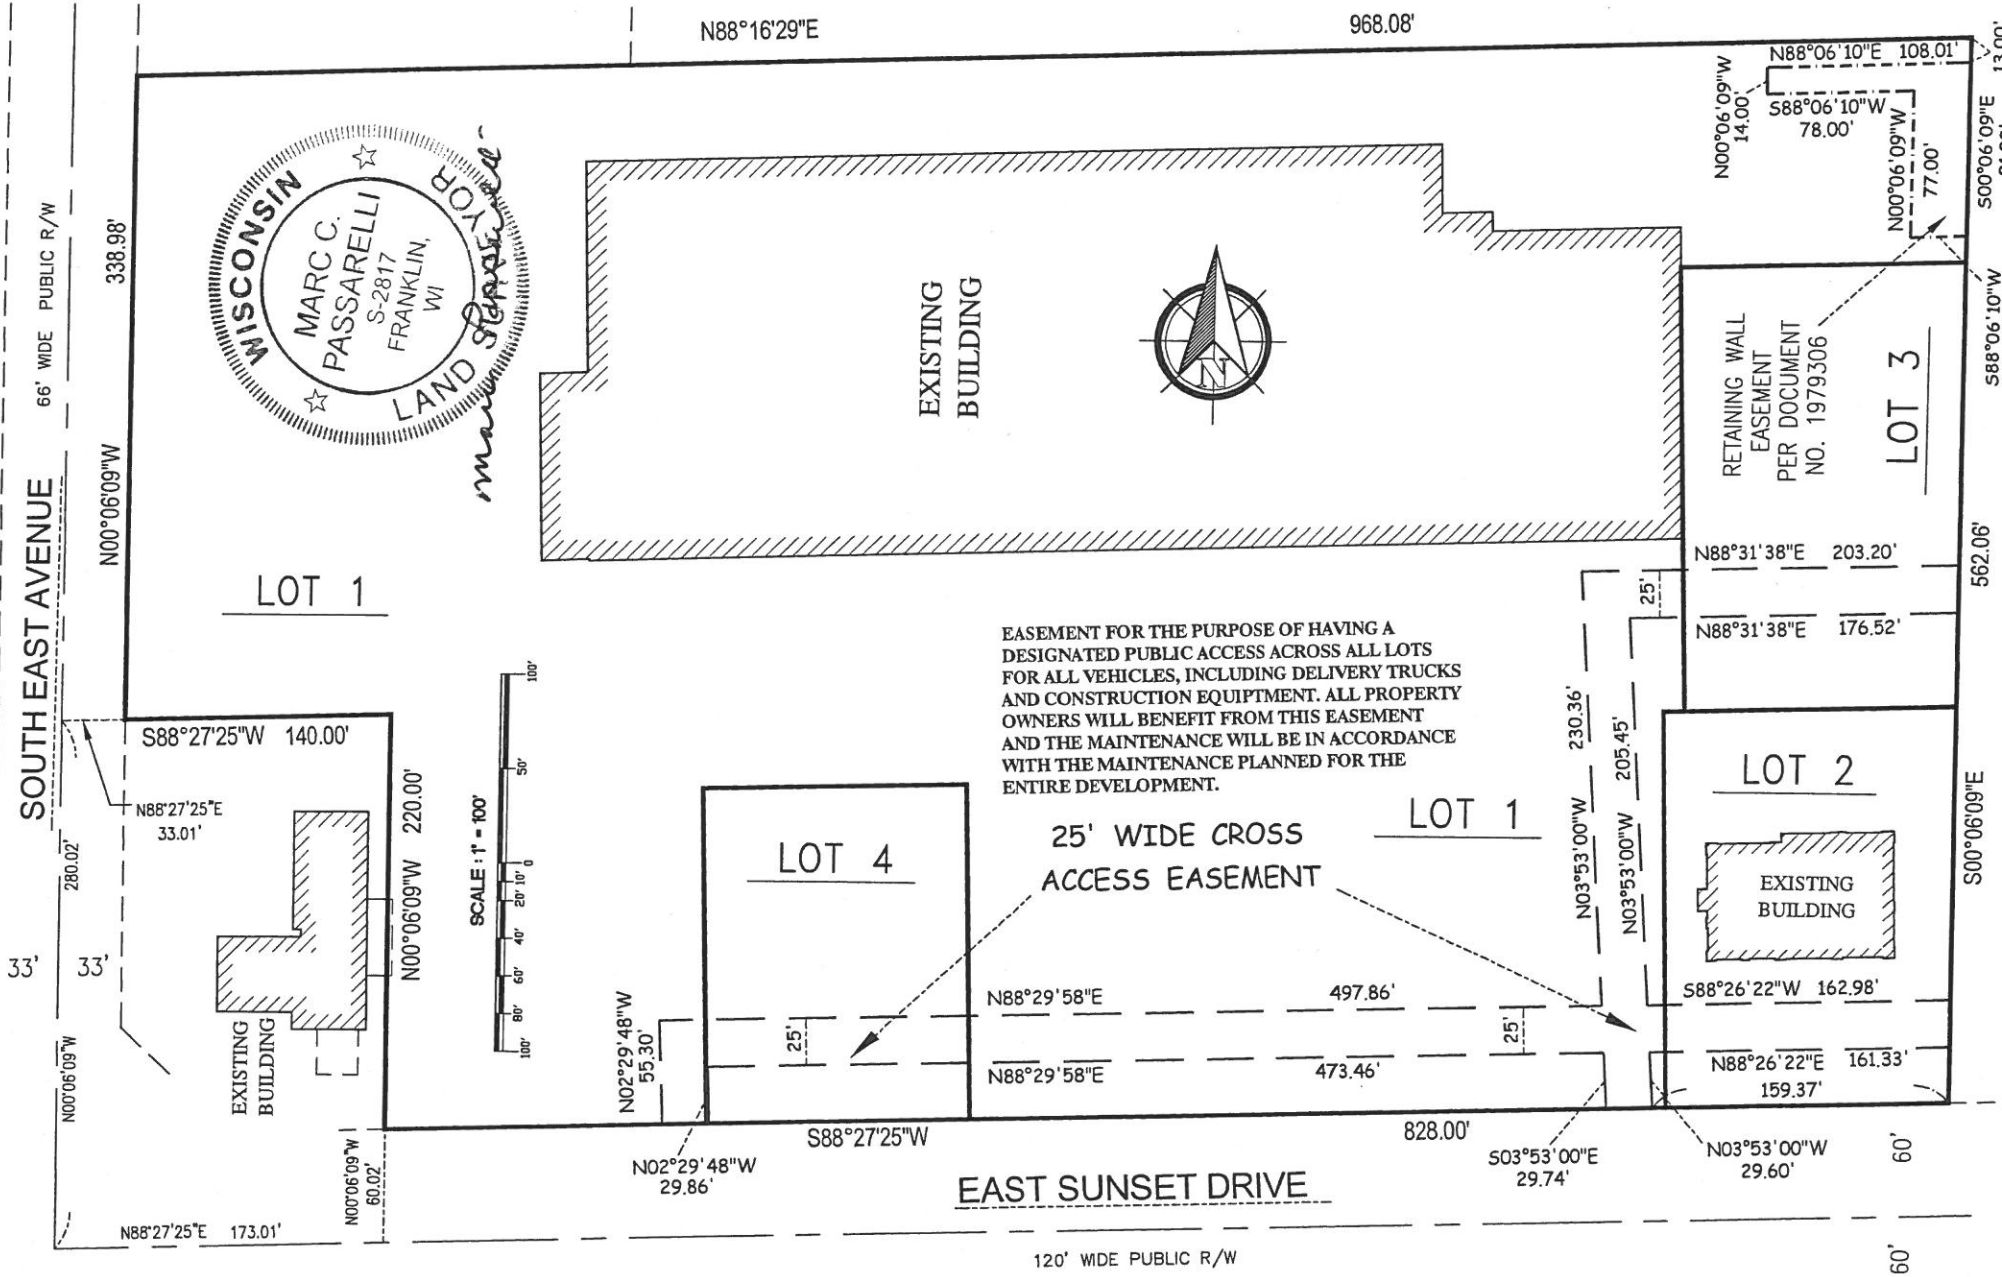 N88°16'29"E
968.08'
N88°06'10"E 108.01'
13.00'
N00°06'09"W
14.00'
S88°06'10"W
78.00'
N00°06'09"W
77.00'
S00°06'09"E
S88°06'10"W
66' WIDE PUBLIC R/W
338.98'
N00°06'09"W
SOUTH EAST AVENUE
WISCONSIN
LAND SURVEYOR
MARC C.
PASSARELLI
S-2817
FRANKLIN,
WI
EXISTING
BUILDING
N
RETAINING WALL
EASEMENT
PER DOCUMENT
NO. 1979306
LOT 3
562.06'
N88°31'38"E 203.20'
25'
N88°31'38"E 176.52'
LOT 1
EASEMENT FOR THE PURPOSE OF HAVING A
DESIGNATED PUBLIC ACCESS ACROSS ALL LOTS
FOR ALL VEHICLES, INCLUDING DELIVERY TRUCKS
AND CONSTRUCTION EQUIPTMENT. ALL PROPERTY
OWNERS WILL BENEFIT FROM THIS EASEMENT
AND THE MAINTENANCE WILL BE IN ACCORDANCE
WITH THE MAINTENANCE PLANNED FOR THE
ENTIRE DEVELOPMENT.
230.36'
N03°53'00"W
205.45'
N03°53'00"W
S88°27'25"W 140.00'
N88°27'25"E
33.01'
280.02'
33'
33'
N00°06'09"W
N00°06'09"W 220.00'
EXISTING
BUILDING
SCALE : 1" = 100'
100'
50'
0
10'
20'
40'
60'
80'
100'
LOT 4
25' WIDE CROSS
ACCESS EASEMENT
LOT 1
LOT 2
EXISTING
BUILDING
S00°06'09"E
N88°29'58"E 497.86'
25'
25'
N88°29'58"E 473.46'
S88°26'22"W 162.98'
N88°26'22"E 161.33'
159.37'
N02°29'48"W
55.30'
S88°27'25"W
828.00'
N02°29'48"W
29.86'
S03°53'00"E
29.74'
N03°53'00"W
29.60'
N00°06'09"W
60.02'
EAST SUNSET DRIVE
60'
N88°27'25"E 173.01'
120' WIDE PUBLIC R/W
60'